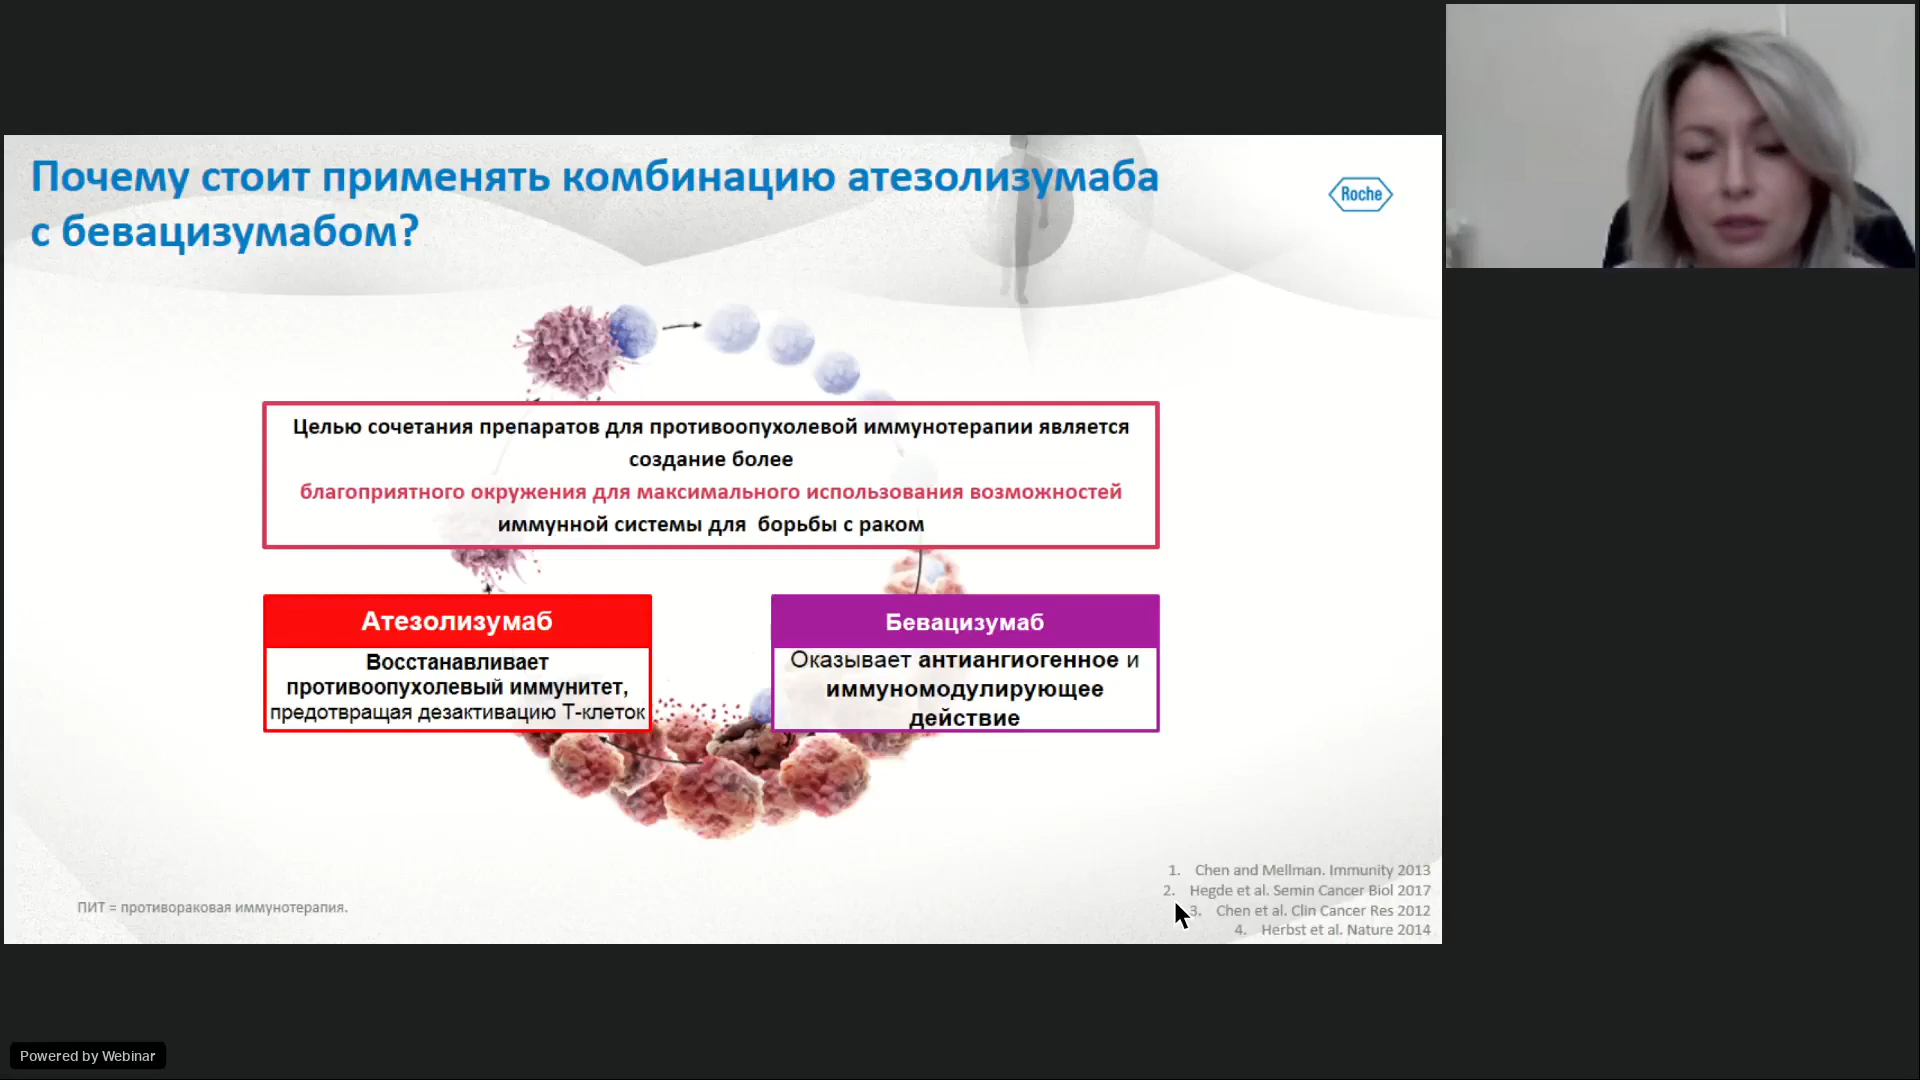 Почему стоит применять комбинацию атезолизумаба
с бевацизумабом?
Roche
Целью сочетания препаратов для противоопухолевой иммунотерапии является
создание более
благоприятного окружения для максимального использования возможностей
иммунной системы для борьбы с раком
Атезолизумаб
Восстанавливает
противоопухолевый иммунитет,
предотвращая дезактивацию Т-клеток
Бевацизумаб
Оказывает антиангиогенное и
иммуномодулирующее
действие
1. Chen and Mellman. Immunity 2013
2. Hegde et al. Semin Cancer Biol 2017
3. Chen et al. Clin Cancer Res 2012
4. Herbst et al. Nature 2014
ПИТ = противораковая иммунотерапия.
Powered by Webinar